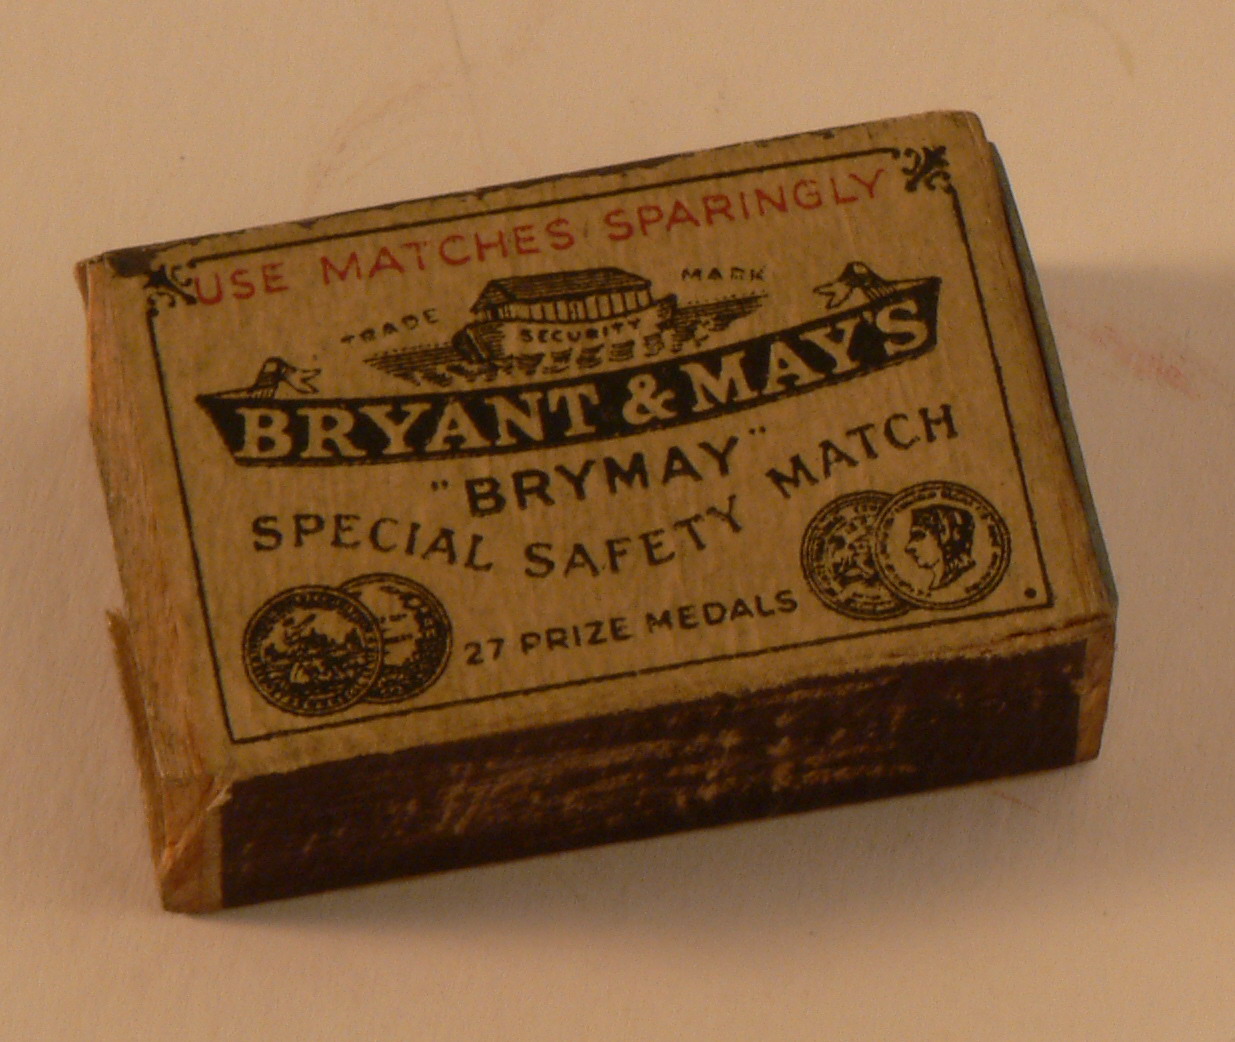 USE MATCHES SPARINGLY
TRADE MARK
SECURITY
BRYANT & MAY'S
"BRYMAY"
SPECIAL SAFETY MATCH
27 PRIZE MEDALS